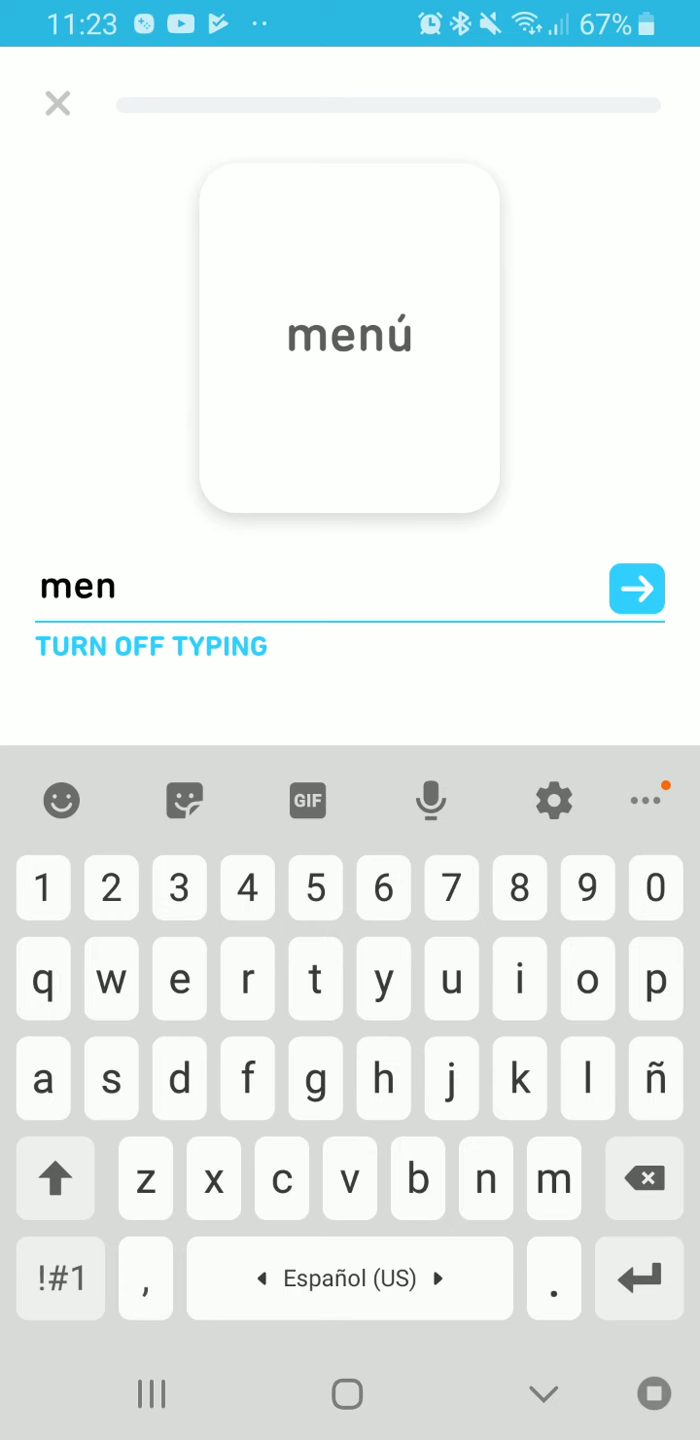 11:23
67%
menú
men
TURN OFF TYPING
GIF
1 2 3 4 5 6 7 8 9 0
q w e r t y u i o p
a s d f g h j k l ñ
z x c v b n m
!#1 , Español (US) .